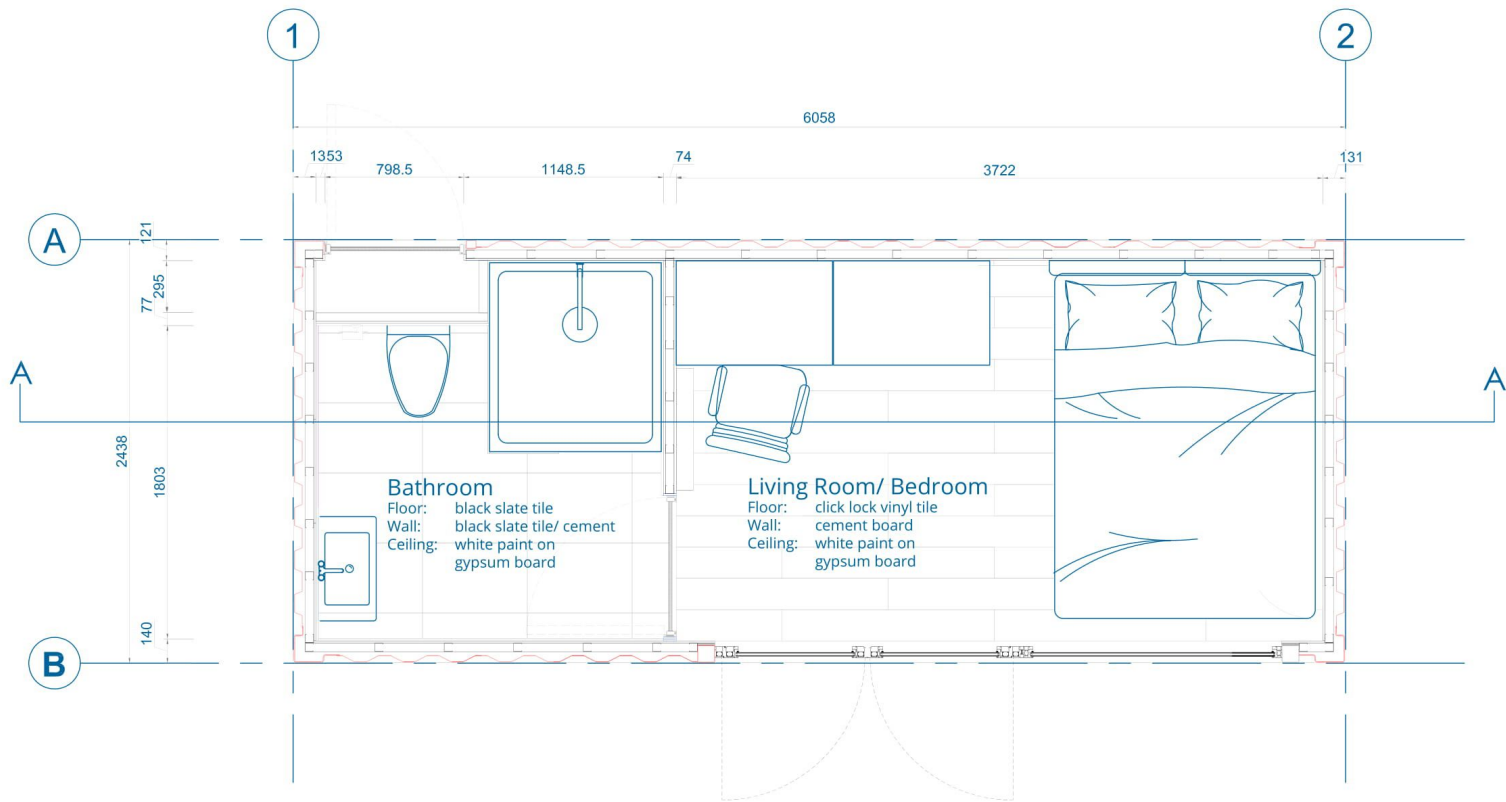 1
2
6058
1353
798.5
1148.5
74
3722
131
A
121
295
77
A
A
2438
1803
Bathroom
Floor: black slate tile
Wall: black slate tile/ cement
Ceiling: white paint on
gypsum board
Living Room/ Bedroom
Floor: click lock vinyl tile
Wall: cement board
Ceiling: white paint on
gypsum board
140
B